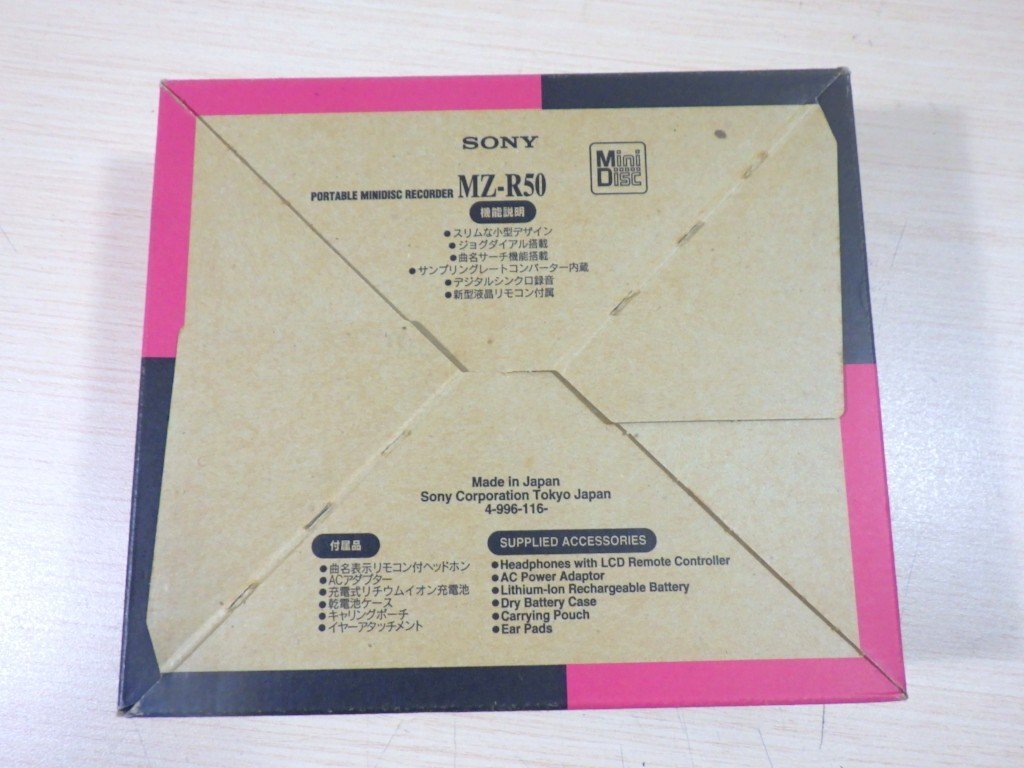 SONY
Mini Disc
PORTABLE MINIDISC RECORDER MZ-R50
機能説明
●スリムな小型デザイン
●ジョグダイアル搭載
●曲名サーチ機能搭載
●サンプリングレートコンバーター内蔵
●デジタルシンクロ録音
●新型液晶リモコン付属
Made in Japan
Sony Corporation Tokyo Japan
4-996-116-
付属品
●曲名表示リモコン付ヘッドホン
●ACアダプター
●充電式リチウムイオン充電池
●乾電池ケース
●キャリングポーチ
●イヤーアタッチメント
SUPPLIED ACCESSORIES
●Headphones with LCD Remote Controller
●AC Power Adaptor
●Lithium-Ion Rechargeable Battery
●Dry Battery Case
●Carrying Pouch
●Ear Pads